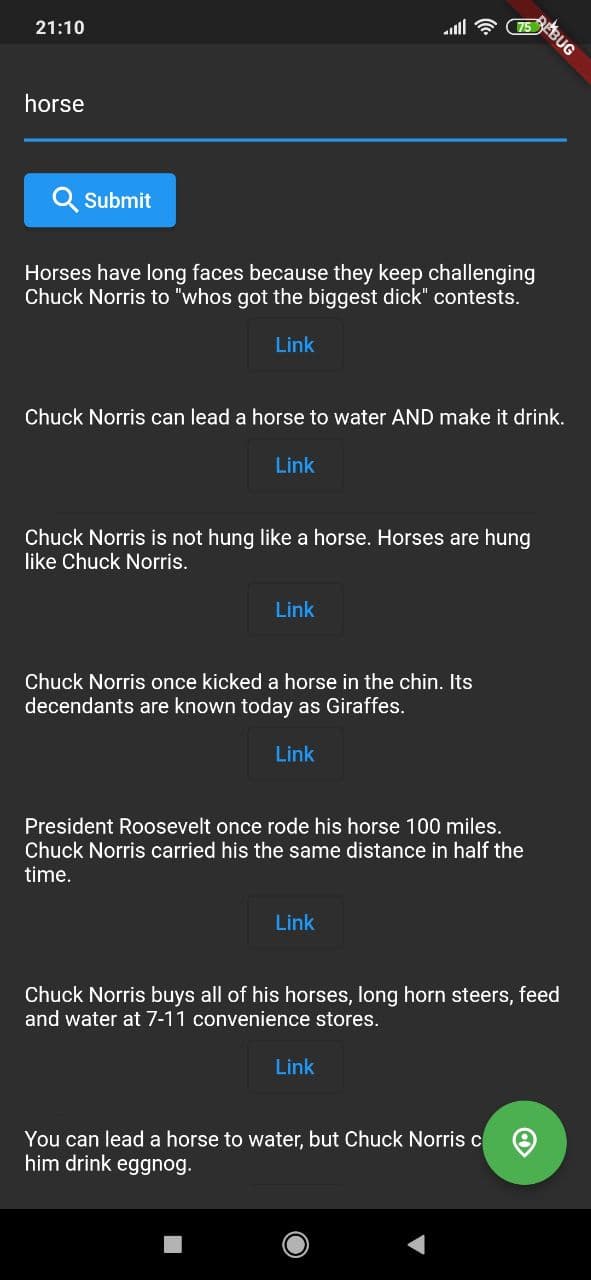 21:10
75
DEBUG
horse
Submit
Horses have long faces because they keep challenging
Chuck Norris to "whos got the biggest dick" contests.
Link
Chuck Norris can lead a horse to water AND make it drink.
Link
Chuck Norris is not hung like a horse. Horses are hung
like Chuck Norris.
Link
Chuck Norris once kicked a horse in the chin. Its
decendants are known today as Giraffes.
Link
President Roosevelt once rode his horse 100 miles.
Chuck Norris carried his the same distance in half the
time.
Link
Chuck Norris buys all of his horses, long horn steers, feed
and water at 7-11 convenience stores.
Link
You can lead a horse to water, but Chuck Norris
him drink eggnog.